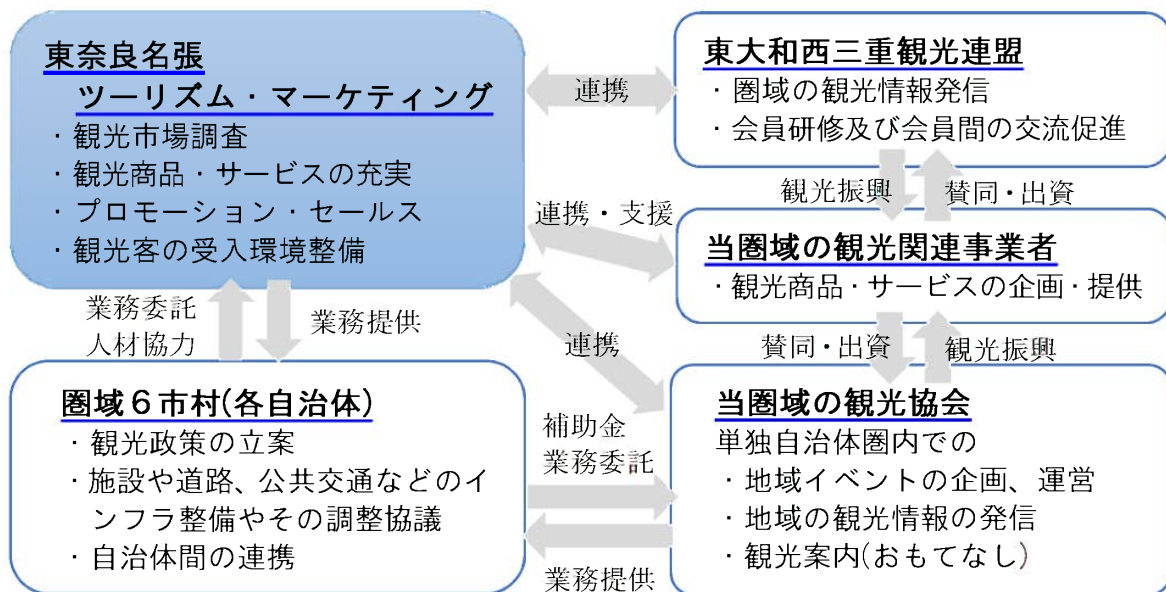 東奈良名張
ツーリズム・マーケティング
・観光市場調査
・観光商品・サービスの充実
・プロモーション・セールス
・観光客の受入環境整備
連携
東大和西三重観光連盟
・圏域の観光情報発信
・会員研修及び会員間の交流促進
観光振興
賛同・出資
連携・支援
当圏域の観光関連事業者
・観光商品・サービスの企画・提供
業務委託
人材協力
業務提供
連携
賛同・出資
観光振興
圏域6市村(各自治体)
・観光政策の立案
・施設や道路、公共交通などのイ
ンフラ整備やその調整協議
・自治体間の連携
補助金
業務委託
業務提供
当圏域の観光協会
単独自治体圏内での
・地域イベントの企画、運営
・地域の観光情報の発信
・観光案内(おもてなし)